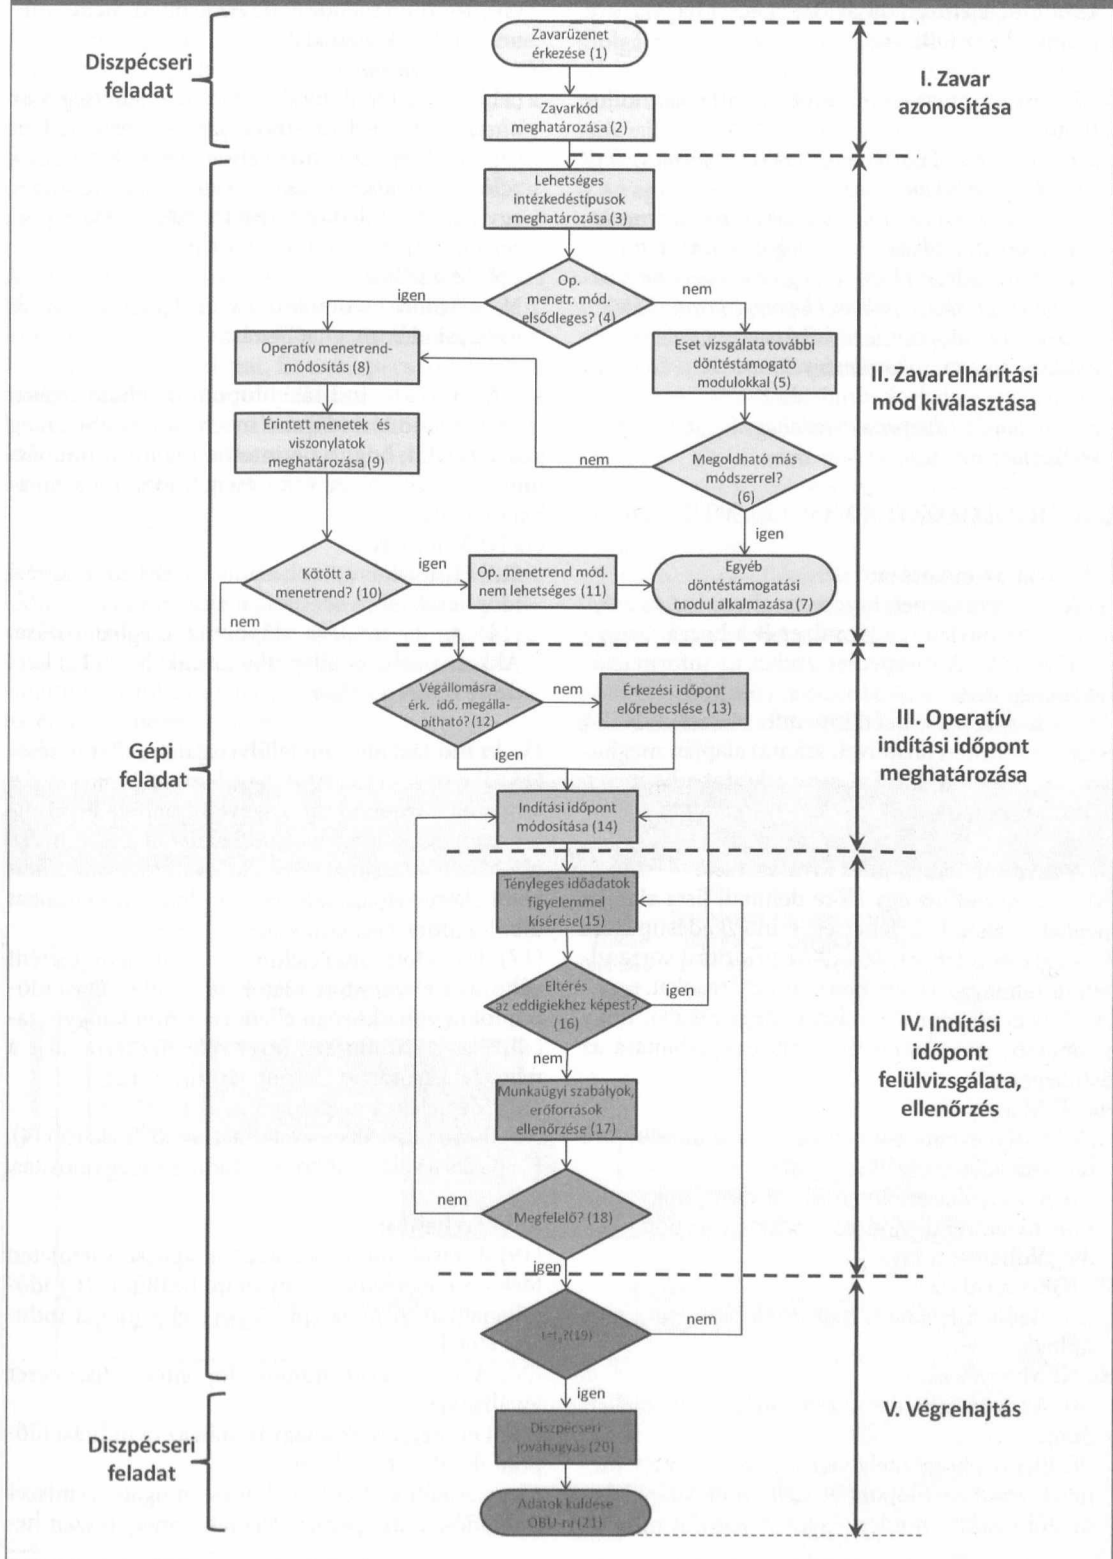 Diszpécseri
feladat
Zavarüzenet
érkezése (1)
I. Zavar
azonosítása
Zavarkód
meghatározása (2)
Lehetséges
intézkedéstípusok
meghatározása (3)
Op.
menetr. mód.
elsődleges? (4)
igen
nem
Operatív menetrend-
módosítás (8)
Eset vizsgálata további
döntéstámogató
modulokkal (5)
II. Zavarelhárítási
mód kiválasztása
Érintett menetek és
viszonylatok
meghatározása (9)
nem
Megoldható más
módszerrel?
(6)
igen
Kötött a
menetrend? (10)
igen
Op. menetrend mód.
nem lehetséges (11)
Egyéb
döntéstámogatási
modul alkalmazása (7)
nem
Végállomásra
érk. idő. megálla-
pítható? (12)
nem
Érkezési időpont
előrebecslése (13)
III. Operatív
indítási időpont
meghatározása
Gépi
feladat
igen
Indítási időpont
módosítása (14)
Tényleges időadatok
figyelemmel
kísérése(15)
Eltérés
az eddigiekhez képest?
(16)
igen
nem
IV. Indítási
időpont
felülvizsgálata,
ellenőrzés
Munkaügyi szabályok,
erőforrások
ellenőrzése (17)
nem
Megfelelő? (18)
igen
nem
igen
V. Végrehajtás
Diszpécseri
feladat
Diszpécseri
jóváhagyás (20)
Adatok küldése
OBU-ra (21)